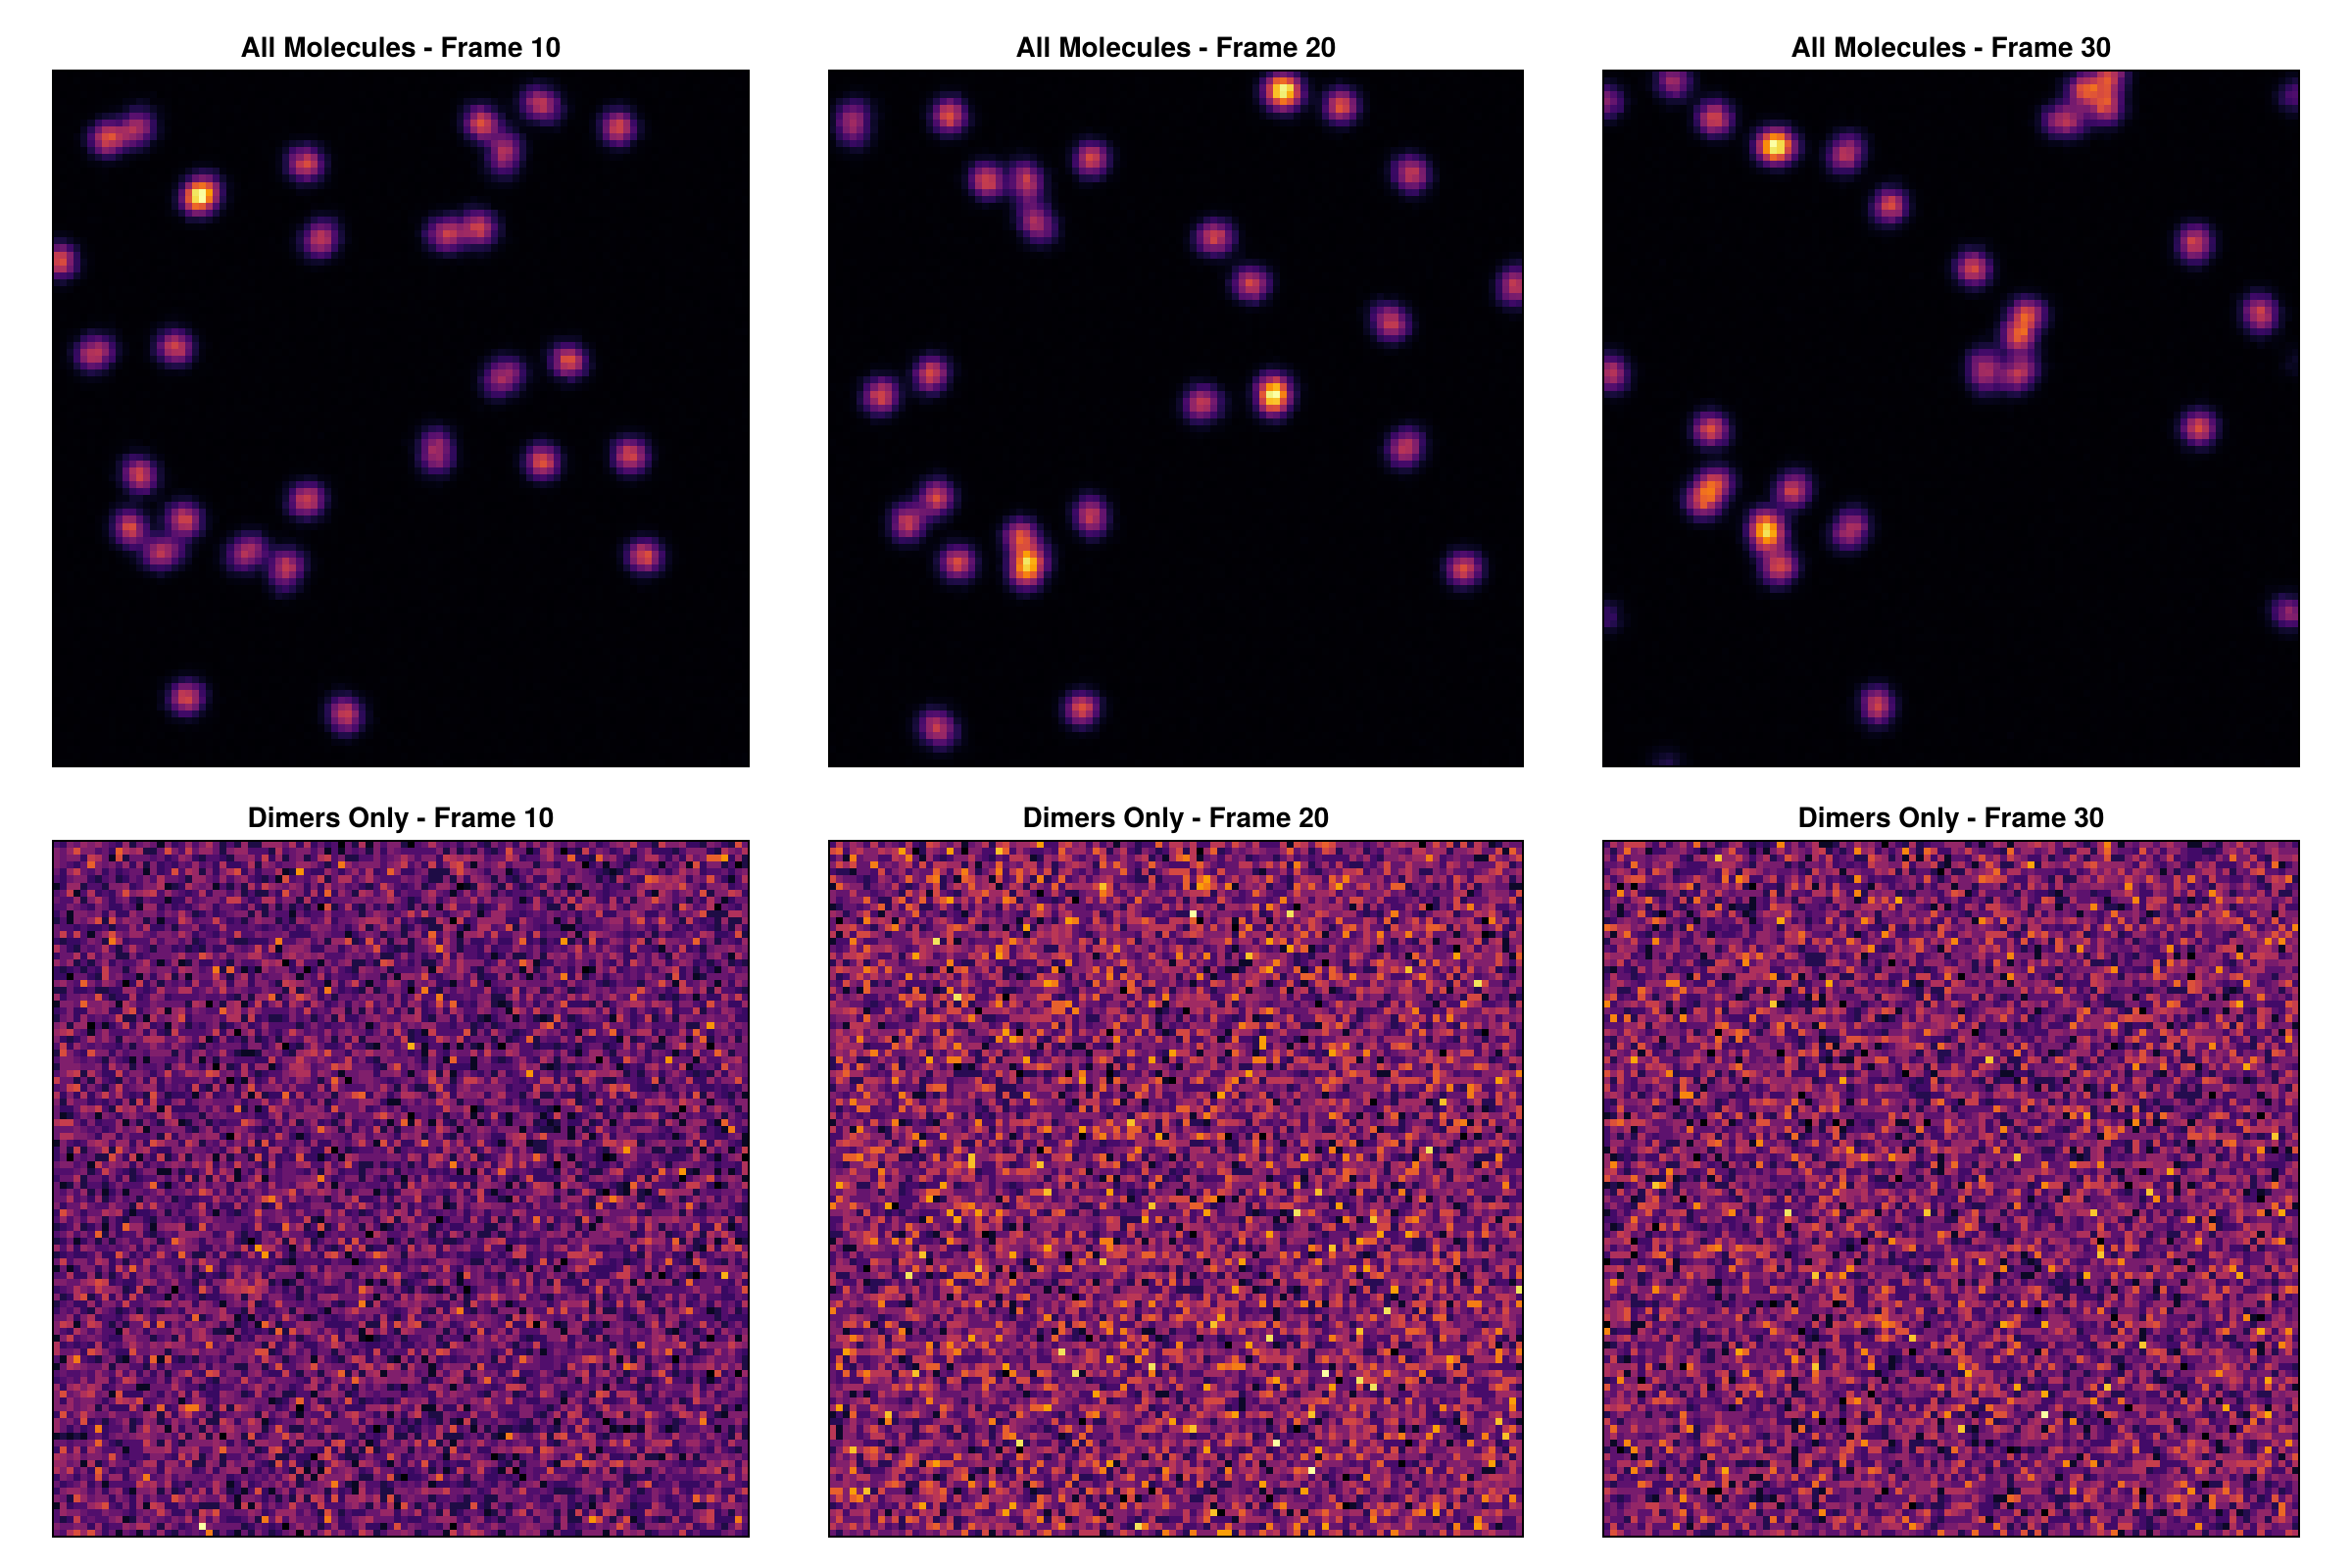 All Molecules - Frame 10
All Molecules - Frame 20
All Molecules - Frame 30
Dimers Only - Frame 10
Dimers Only - Frame 20
Dimers Only - Frame 30